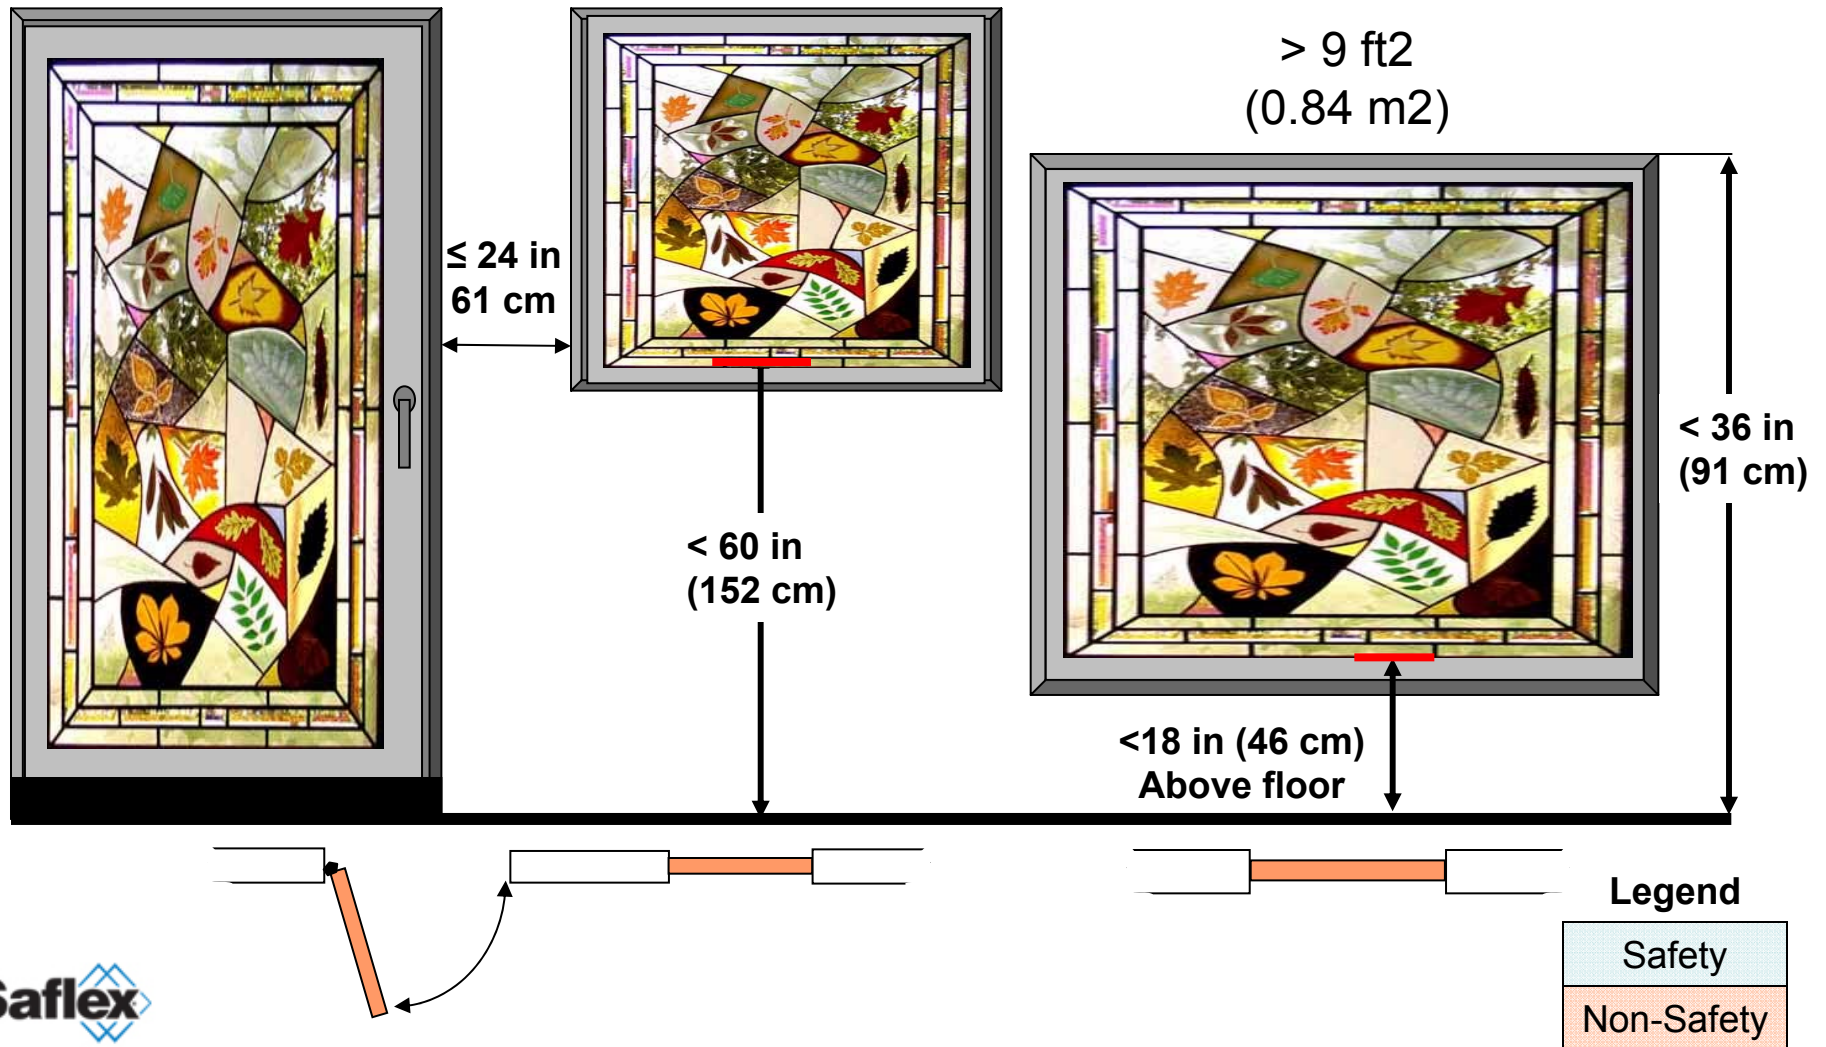 > 9 ft2
(0.84 m2)
≤ 24 in
61 cm
< 36 in
(91 cm)
< 60 in
(152 cm)
<18 in (46 cm)
Above floor
Legend
Safety
Non-Safety
Saflex